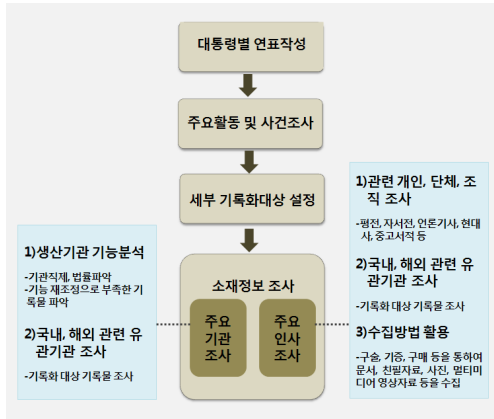 대통령별 연표작성
주요활동 및 사건조사
세부 기록화대상 설정
소재정보 조사
주요
기관
조사
주요
인사
조사
1)생산기관 기능분석
-기관직제, 법률파악
-기능 재조정으로 부족한 기
록물 파악
2)국내, 해외 관련 유
관기관 조사
-기록화 대상 기록물 조사
1)관련 개인, 단체, 조
직 조사
-평전, 자서전, 언론기사, 현대
사, 중고서적 등
2)국내, 해외 관련 유
관기관 조사
-기록화 대상 기록물 조사
3)수집방법 활용
-구술, 기증, 구매 등을 통하여
문서, 친필자료, 사진, 멀티미
디어 영상자료 등을 수집